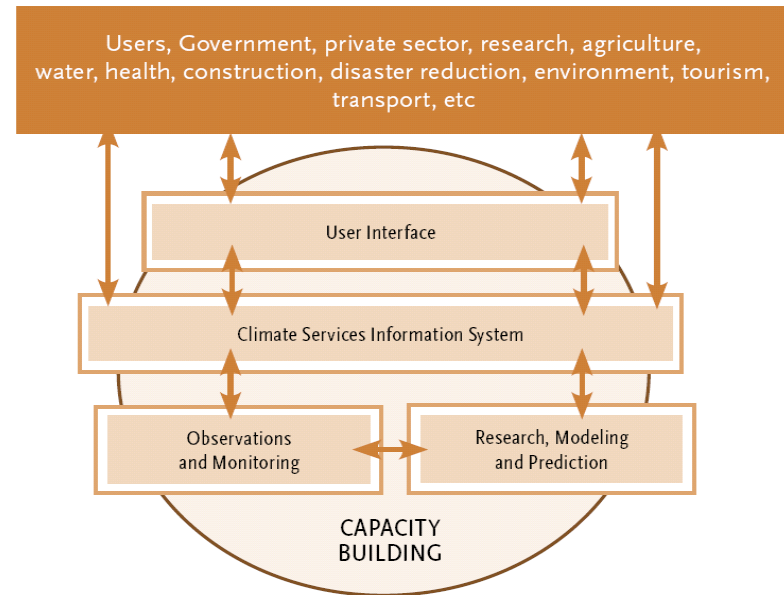 Users, Government, private sector, research, agriculture,
water, health, construction, disaster reduction, environment, tourism,
transport, etc
User Interface
Climate Services Information System
Observations
and Monitoring
Research, Modeling
and Prediction
CAPACITY
BUILDING